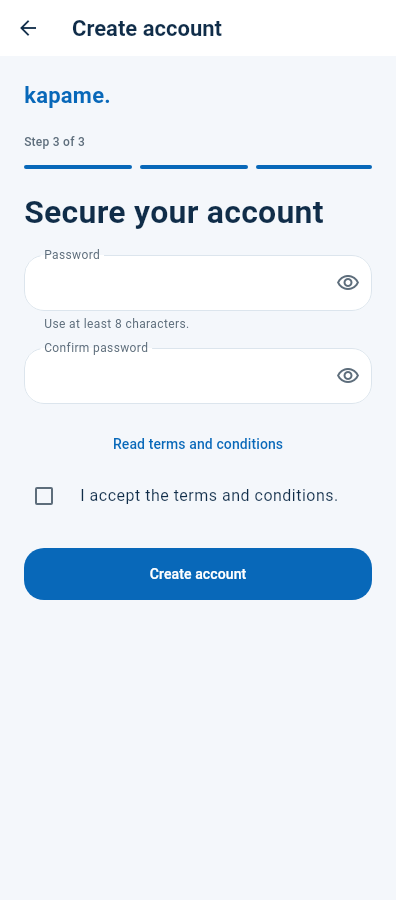 Create account
kapame.
Step 3 of 3
Secure your account
Password
Use at least 8 characters.
Confirm password
Read terms and conditions
I accept the terms and conditions.
Create account